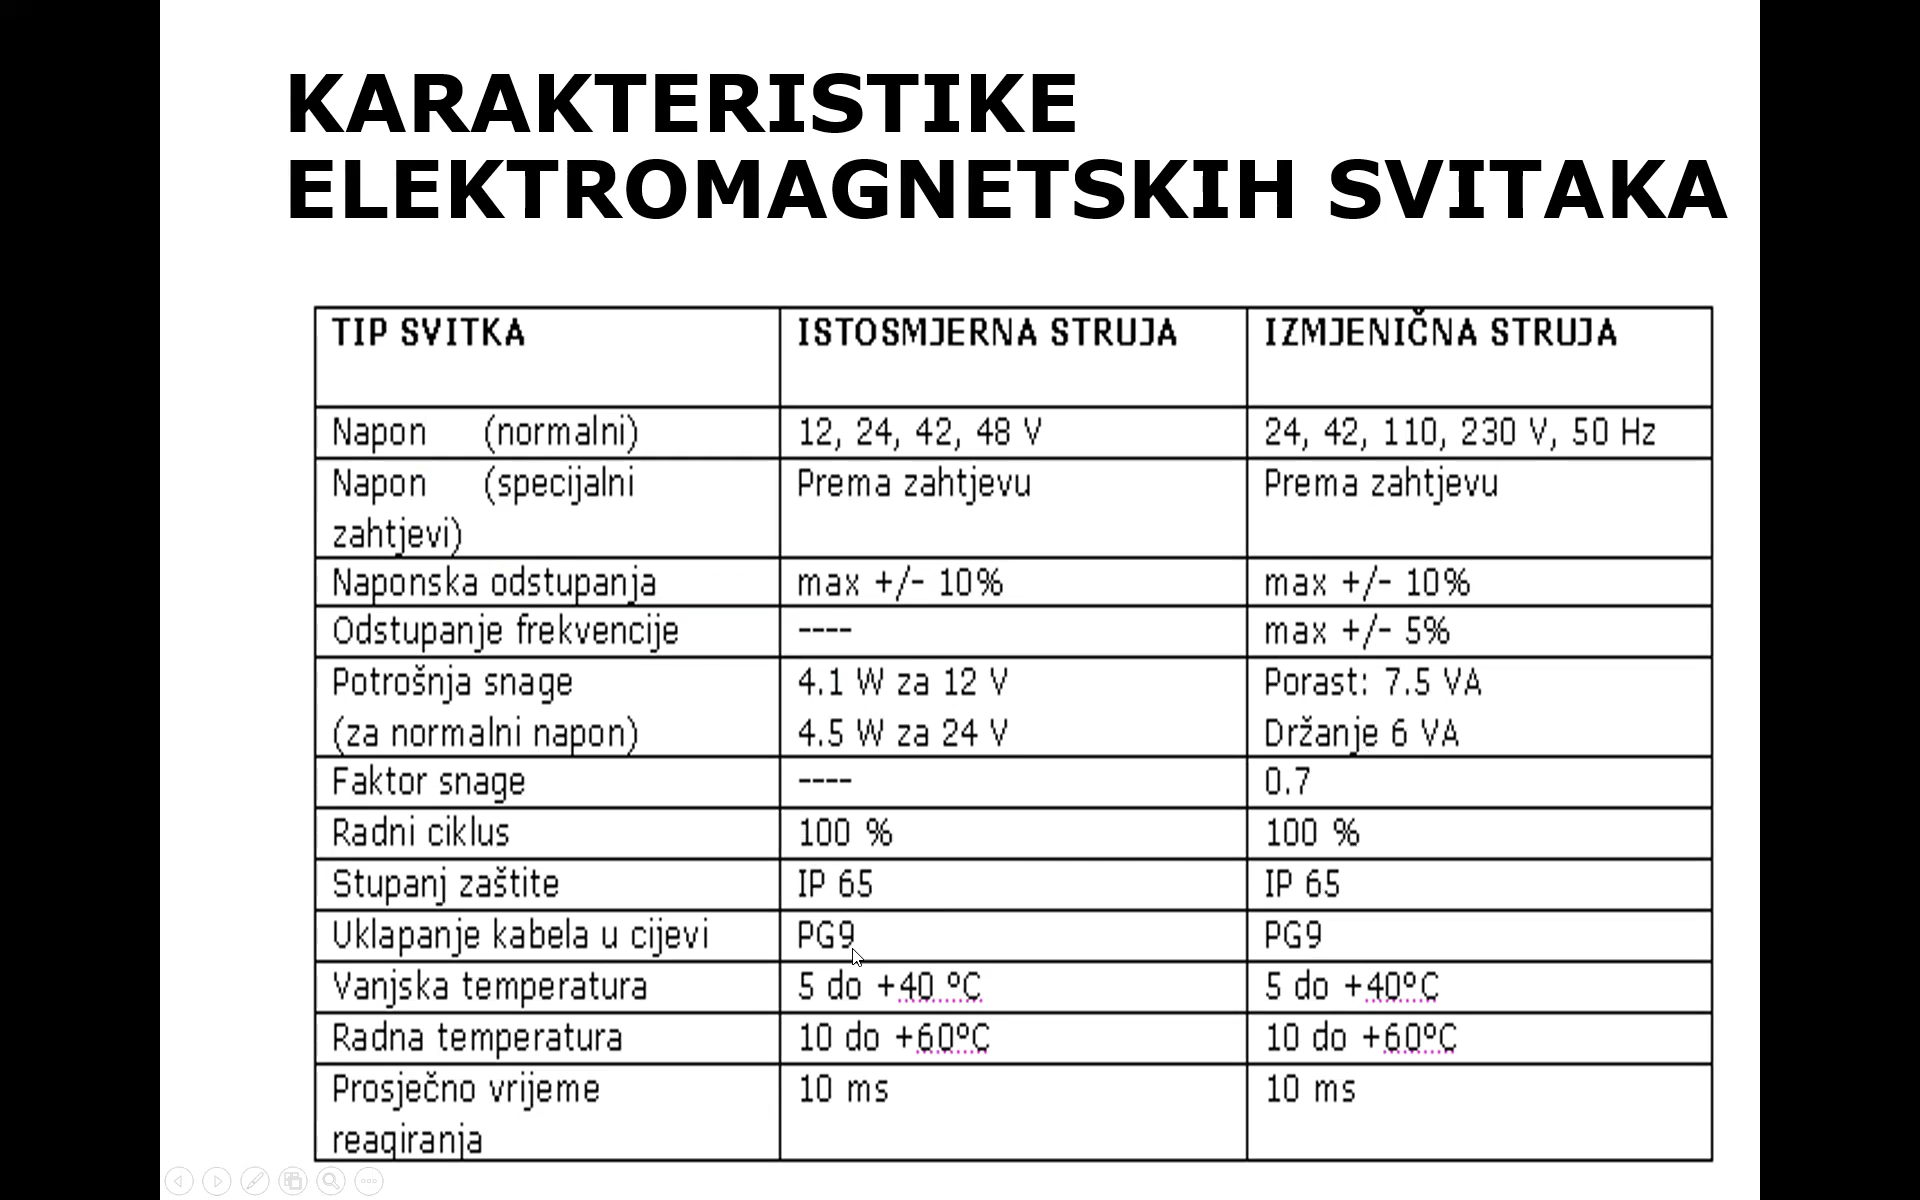 KARAKTERISTIKE
ELEKTROMAGNETSKIH SVITAKA
TIP SVITKA ISTOSMJERNA STRUJA IZMJENIČNA STRUJA
Napon (normalni) 12, 24, 42, 48 V 24, 42, 110, 230 V, 50 Hz
Napon (specijalni Prema zahtjevu Prema zahtjevu
zahtjevi)
Naponska odstupanja max +/- 10% max +/- 10%
Odstupanje frekvencije ---- max +/- 5%
Potrošnja snage 4.1 W za 12 V Porast: 7.5 VA
(za normalni napon) 4.5 W za 24 V Držanje 6 VA
Faktor snage ---- 0.7
Radni ciklus 100 % 100 %
Stupanj zaštite IP 65 IP 65
Uklapanje kabela u cijevi PG9 PG9
Vanjska temperatura 5 do +40 ºC 5 do +40ºC
Radna temperatura 10 do +60ºC 10 do +60ºC
Prosječno vrijeme 10 ms 10 ms
reagiranja